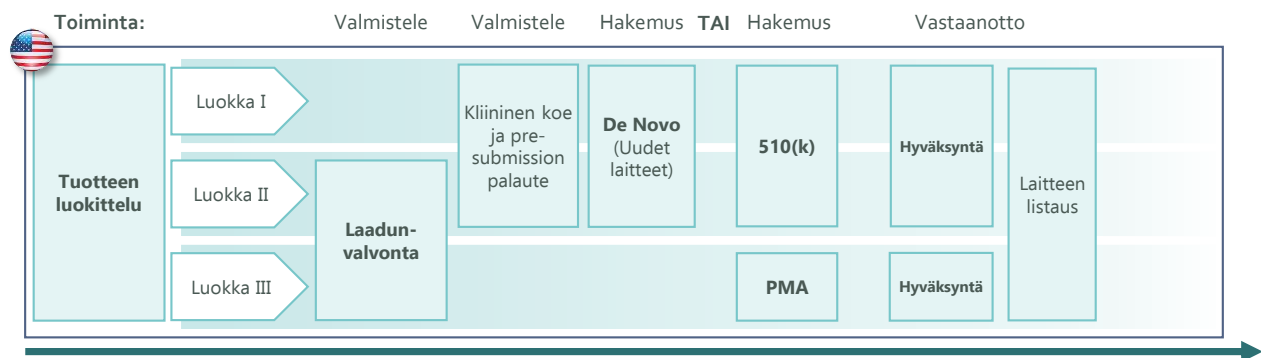 Toiminta: Valmistele Valmistele Hakemus TAI Hakemus Vastaanotto
Tuotteen
luokittelu
Luokka I
Luokka II
Luokka III
Laadun-
valvonta
Kliininen koe
ja pre-
submission
palaute
De Novo
(Uudet
laitteet)
510(k)
PMA
Hyväksyntä
Hyväksyntä
Laitteen
listaus